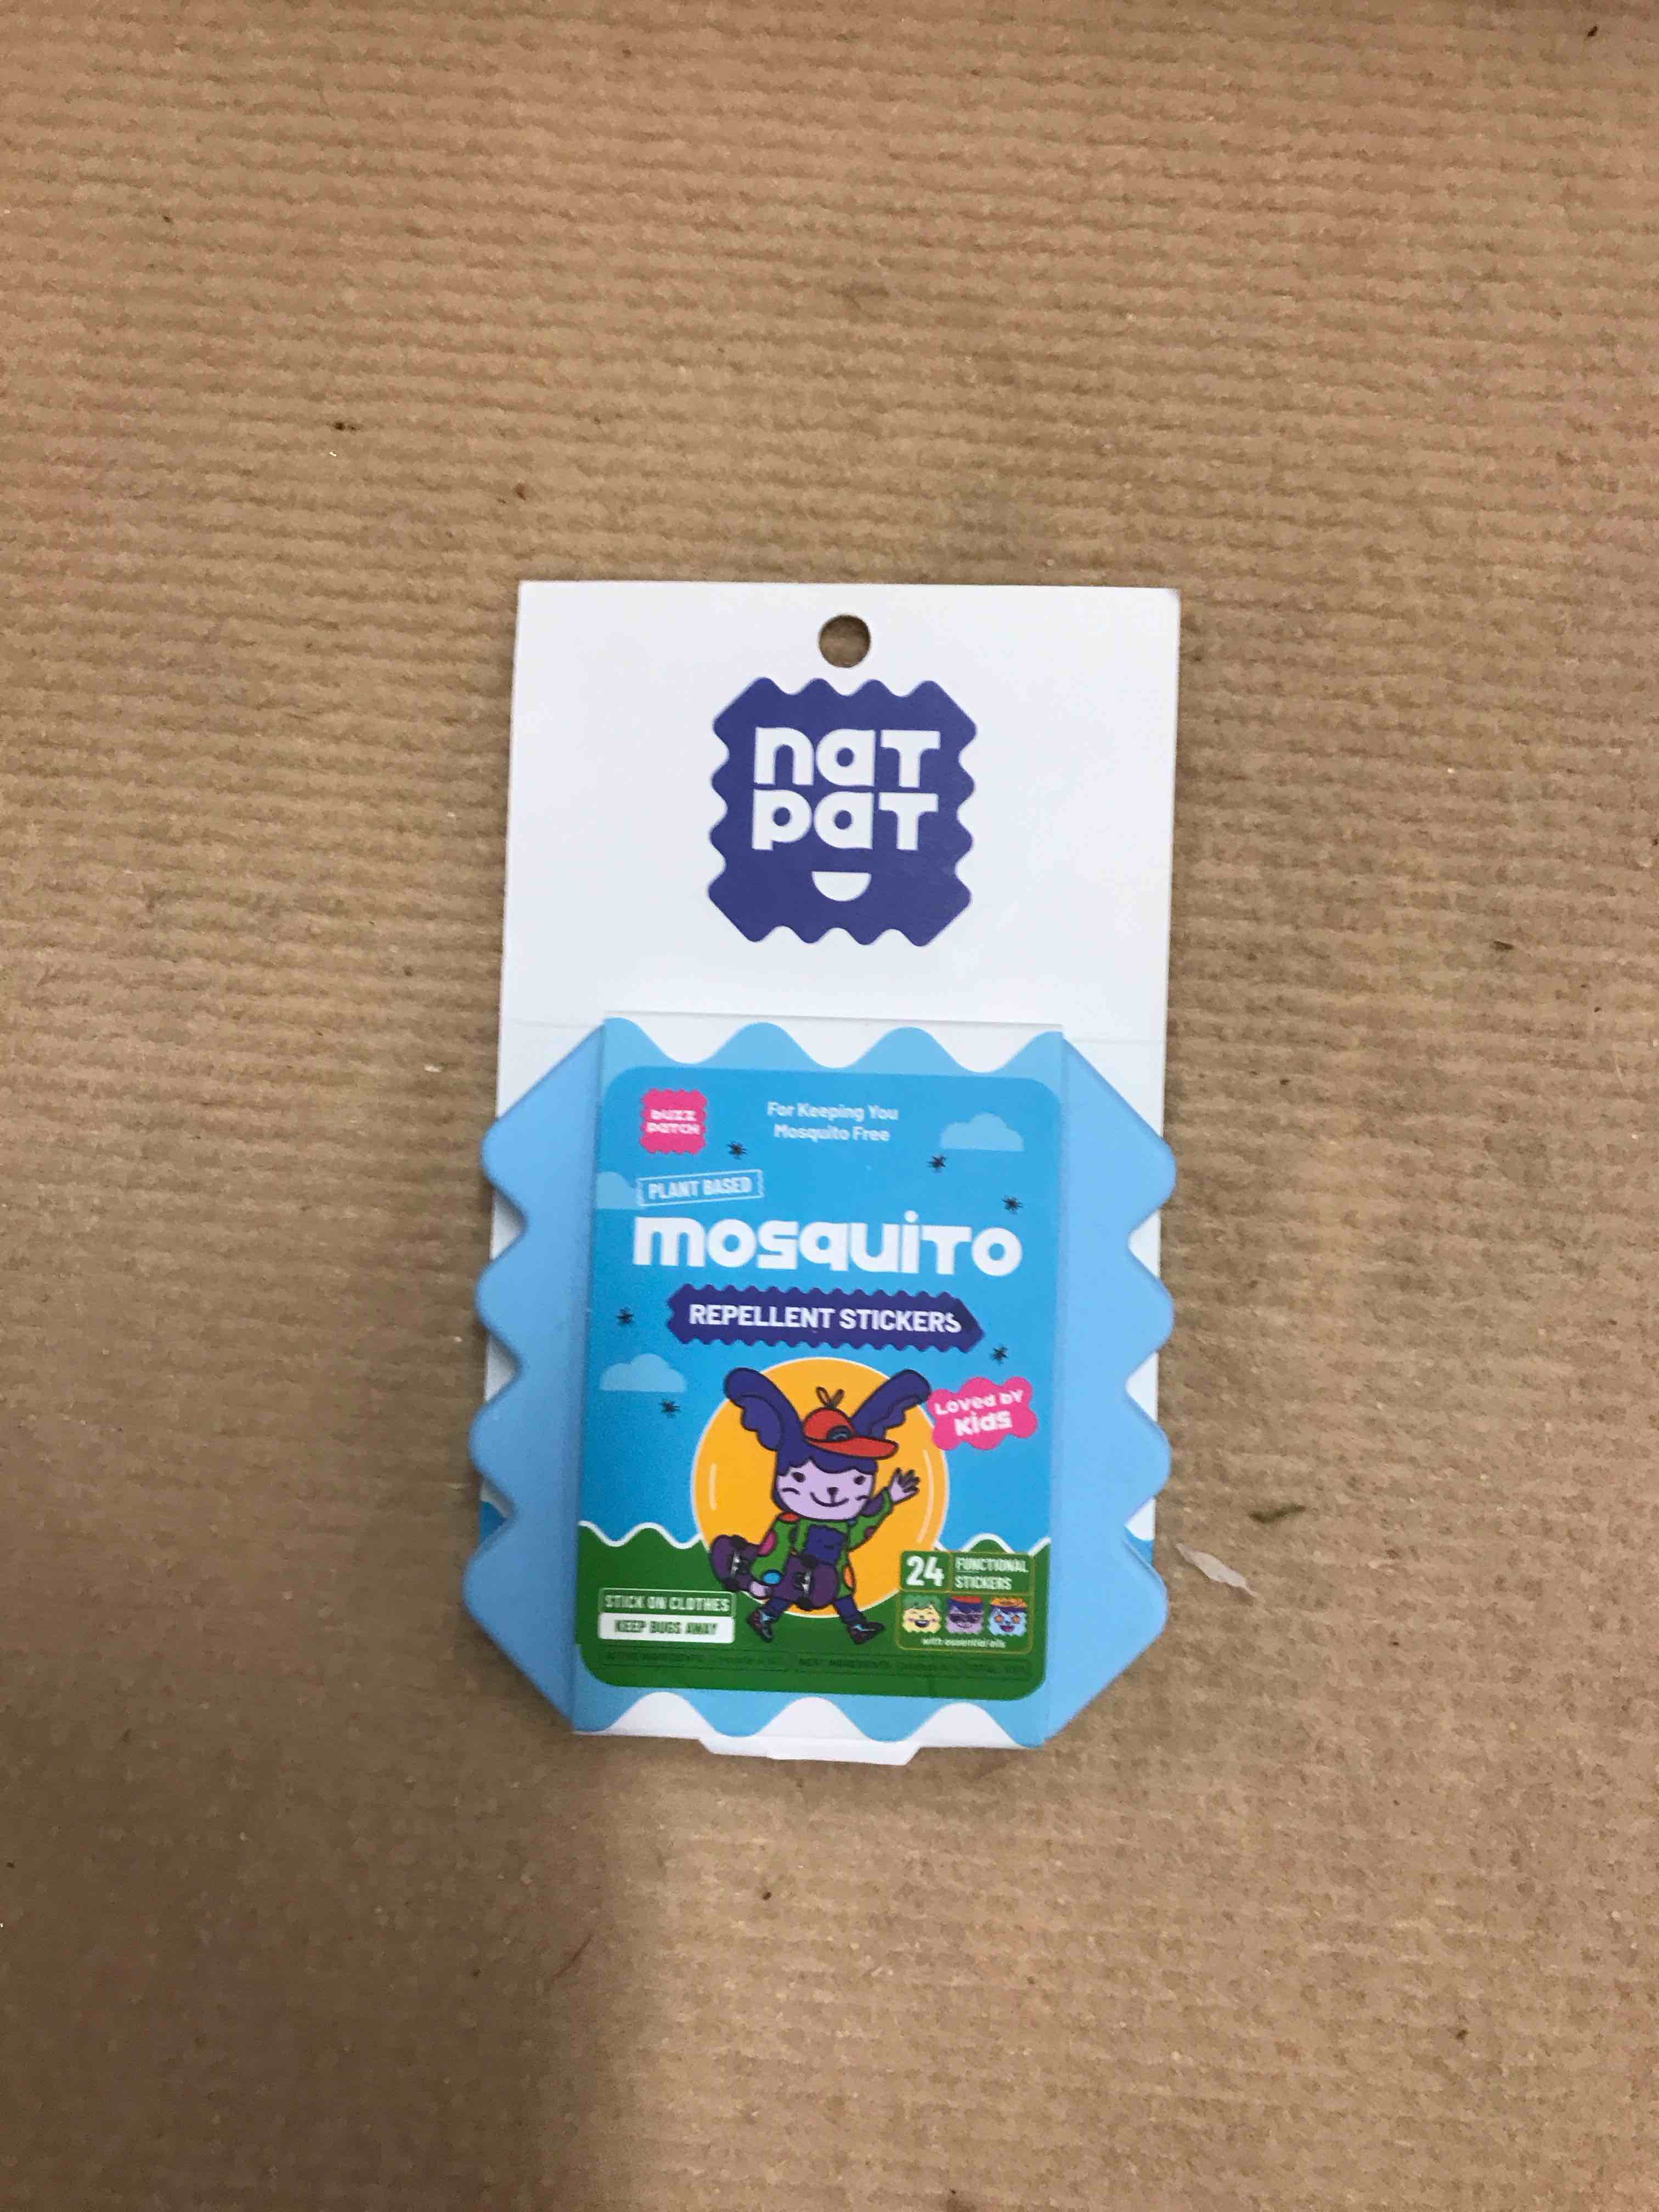 nat
pat
buzz
patch
For Keeping You
Mosquito Free
PLANT BASED
mosquito
REPELLENT STICKERS
Loved by
Kids
24 FUNCTIONAL
STICKERS
STICK ON CLOTHES
KEEP BUGS AWAY
with essential oils